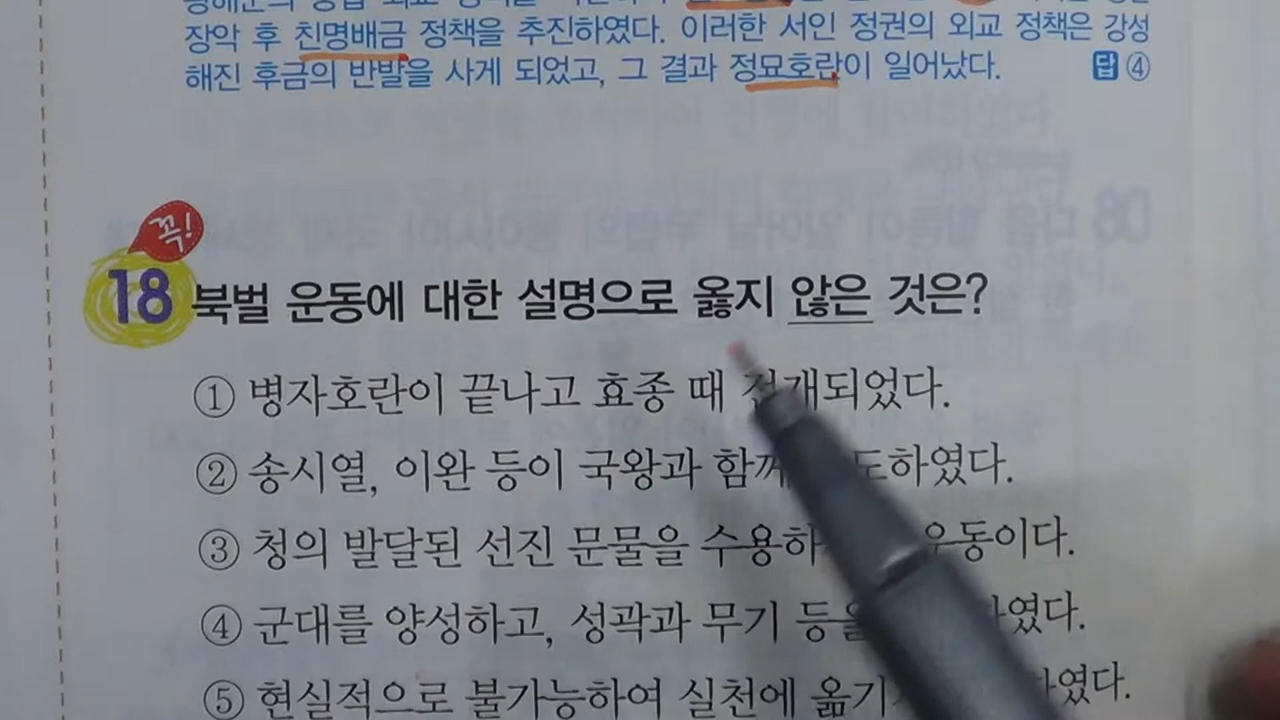 장악 후 친명배금 정책을 추진하였다. 이러한 서인 정권의 외교 정책은 강성
해진 후금의 반발을 사게 되었고, 그 결과 정묘호란이 일어났다. 답 ④
꼭!
18 북벌 운동에 대한 설명으로 옳지 않은 것은?
① 병자호란이 끝나고 효종 때 전개되었다.
② 송시열, 이완 등이 국왕과 함께 하였다.
③ 청의 발달된 선진 문물을 수용하 운동이다.
④ 군대를 양성하고, 성곽과 무기 등을 하였다.
⑤ 현실적으로 불가능하여 실천에 옮기 하였다.